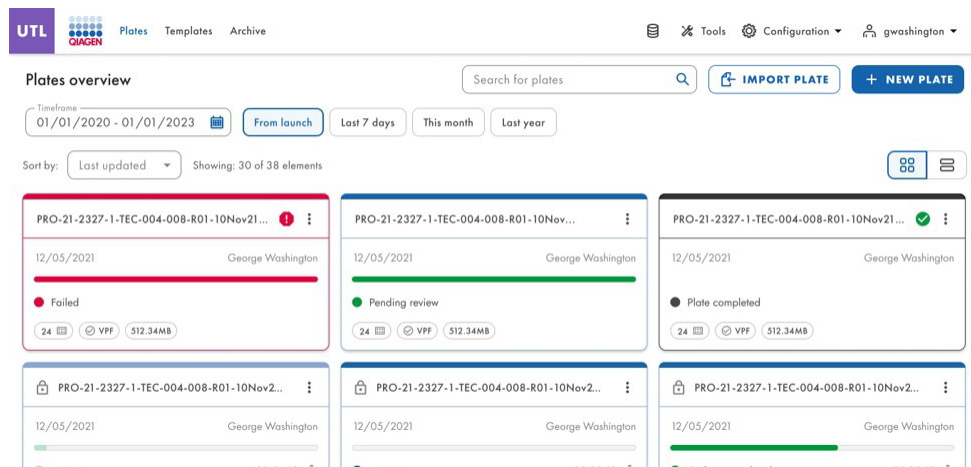 UTL QIAGEN Plates Templates Archive Tools Configuration gwashington
Plates overview Search for plates IMPORT PLATE + NEW PLATE
Timeframe
01/01/2020 - 01/01/2023 From launch Last 7 days This month Last year
Sort by: Last updated Showing: 30 of 38 elements
PRO-21-2327-1-TEC-004-008-R01-10Nov21... PRO-21-2327-1-TEC-004-008-R01-10Nov... PRO-21-2327-1-TEC-004-008-R01-10Nov21...
12/05/2021 George Washington 12/05/2021 George Washington 12/05/2021 George Washington
Failed Pending review Plate completed
24 VPF 512.34MB 24 VPF 512.34MB 24 VPF 512.34MB
PRO-21-2327-1-TEC-004-008-R01-10Nov2... PRO-21-2327-1-TEC-004-008-R01-10Nov2... PRO-21-2327-1-TEC-004-008-R01-10Nov2...
12/05/2021 George Washington 12/05/2021 George Washington 12/05/2021 George Washington